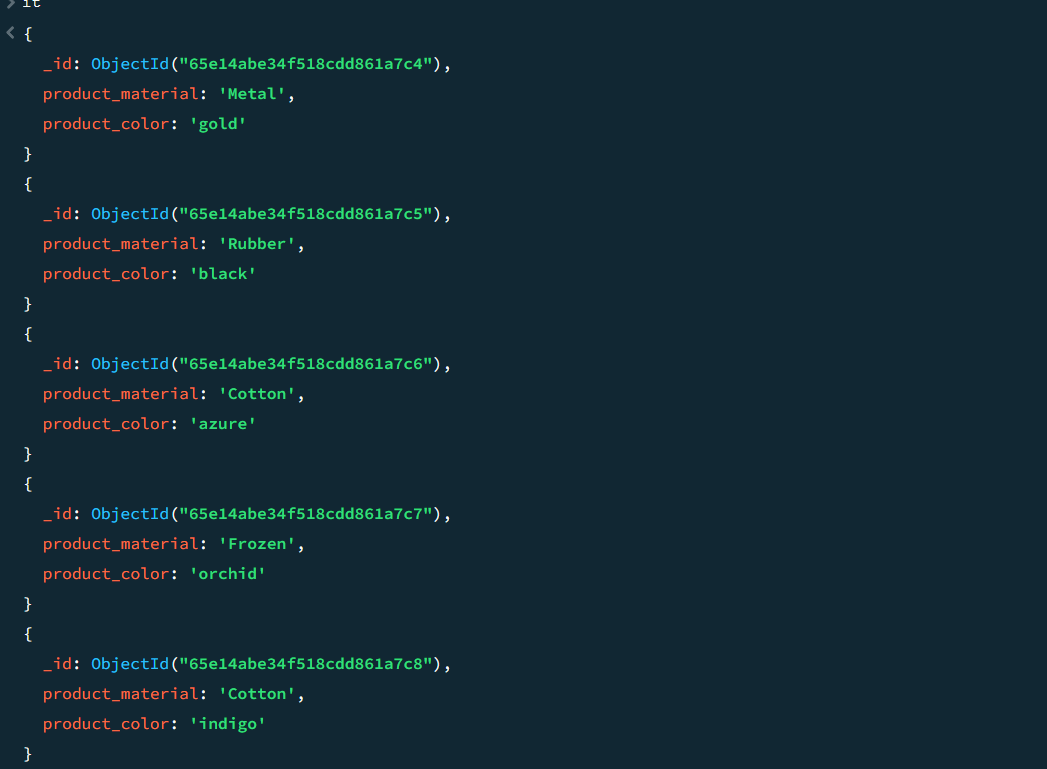 > it
< {
_id: ObjectId("65e14abe34f518cdd861a7c4"),
product_material: 'Metal',
product_color: 'gold'
}
{
_id: ObjectId("65e14abe34f518cdd861a7c5"),
product_material: 'Rubber',
product_color: 'black'
}
{
_id: ObjectId("65e14abe34f518cdd861a7c6"),
product_material: 'Cotton',
product_color: 'azure'
}
{
_id: ObjectId("65e14abe34f518cdd861a7c7"),
product_material: 'Frozen',
product_color: 'orchid'
}
{
_id: ObjectId("65e14abe34f518cdd861a7c8"),
product_material: 'Cotton',
product_color: 'indigo'
}